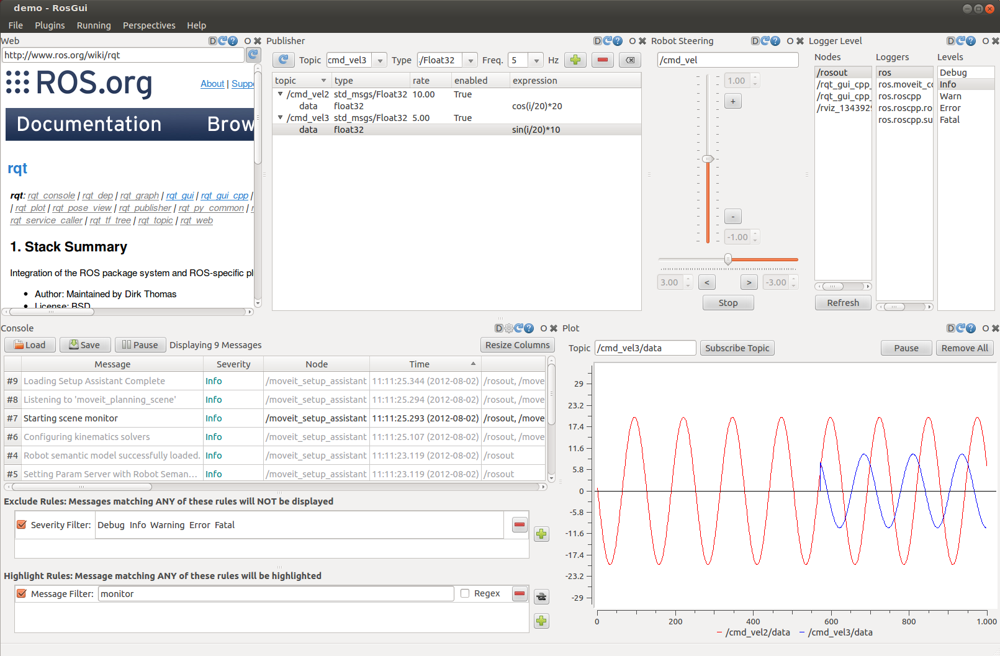 demo - RosGui
File Plugins Running Perspectives Help
Web
http://www.ros.org/wiki/rqt
ROS.org
About |
Documentation
rqt
rqt: rqt_console | rqt_dep | rqt_graph | rqt_gui | rqt_gui_cpp |
| rqt_plot | rqt_pose_view | rqt_publisher | rqt_py_common |
rqt_service_caller | rqt_tf_tree | rqt_topic | rqt_web
1. Stack Summary
Integration of the ROS package system and ROS-specific
• Author: Maintained by Dirk Thomas
• License: BSD
D ? O Publisher
Topic cmd_vel3 Type /Float32 Freq. 5 Hz
topic type rate enabled expression
/cmd_vel2 std_msgs/Float32 10.00 True
data float32 cos(i/20)*20
/cmd_vel3 std_msgs/Float32 5.00 True
data float32 sin(i/20)*10
D ? O Robot Steering
/cmd_vel
1.00
+
-
-1.00
3.00 < > -3.00
Stop
D ? O Logger Level
D ? O
Nodes Loggers Levels
/rosout
/rqt_gui_cpp_
/rqt_gui_cpp_
/rviz_1343929
Refresh
ros
ros.moveit_cc
ros.roscpp
ros.roscpp.ro
ros.roscpp.su
Debug
Info
Warn
Error
Fatal
Console
D ? O
Load Save Pause Displaying 9 Messages Resize Columns
Message Severity Node Time
#9 Loading Setup Assistant Complete Info /moveit_setup_assistant 11:11:25.344 (2012-08-02) /rosout, /move
#8 Listening to 'moveit_planning_scene' Info /moveit_setup_assistant 11:11:25.294 (2012-08-02) /rosout, /move
#7 Starting scene monitor Info /moveit_setup_assistant 11:11:25.293 (2012-08-02) /rosout, /move
#6 Configuring kinematics solvers Info /moveit_setup_assistant 11:11:25.107 (2012-08-02) /rosout, /move
#4 Robot semantic model successfully loaded. Info /moveit_setup_assistant 11:11:23.119 (2012-08-02) /rosout
#5 Setting Param Server with Robot Seman... Info /moveit_setup_assistant 11:11:23.119 (2012-08-02) /rosout
Exclude Rules: Messages matching ANY of these rules will NOT be displayed
Severity Filter: Debug Info Warning Error Fatal
Highlight Rules: Message matching ANY of these rules will be highlighted
Message Filter: monitor Regex
Plot
D ? O
Topic /cmd_vel3/data Subscribe Topic Pause Remove All
29
23.2
17.4
11.6
5.8
0
-5.8
-11.6
-17.4
-23.2
-29
0 200 400 600 800 1.000
/cmd_vel2/data /cmd_vel3/data